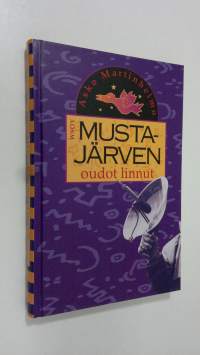 Asko Martinheimo
WSOY
MUSTA-
JÄRVEN
oudot linnut